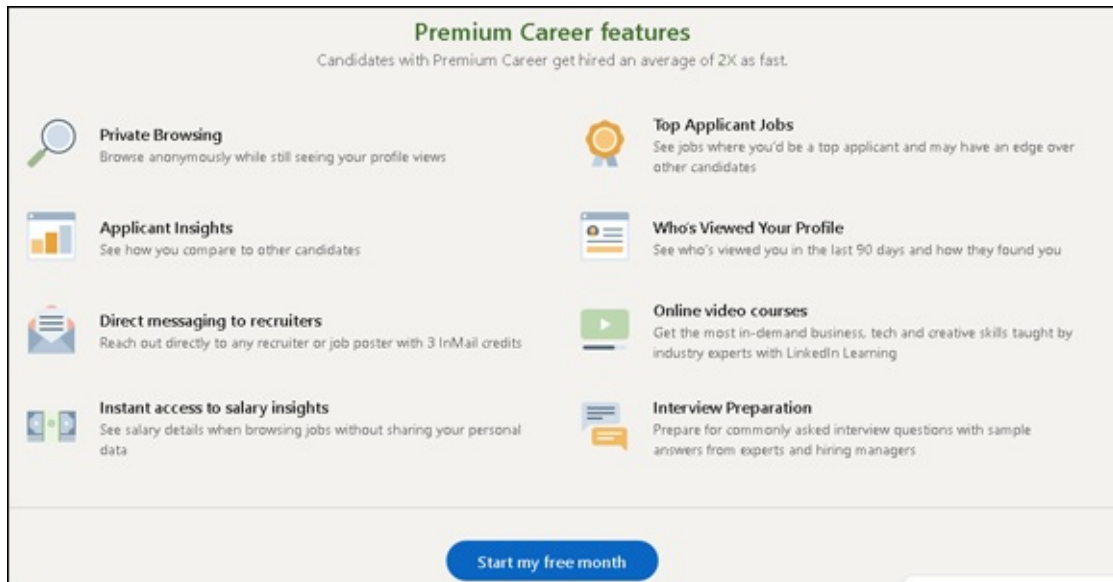 Premium Career features
Candidates with Premium Career get hired an average of 2X as fast.
Private Browsing
Browse anonymously while still seeing your profile views
Top Applicant Jobs
See jobs where you'd be a top applicant and may have an edge over
other candidates
Applicant Insights
See how you compare to other candidates
Who's Viewed Your Profile
See who's viewed you in the last 90 days and how they found you
Direct messaging to recruiters
Reach out directly to any recruiter or job poster with 3 InMail credits
Online video courses
Get the most in-demand business, tech and creative skills taught by
industry experts with LinkedIn Learning
Instant access to salary insights
See salary details when browsing jobs without sharing your personal
data
Interview Preparation
Prepare for commonly asked interview questions with sample
answers from experts and hiring managers
Start my free month